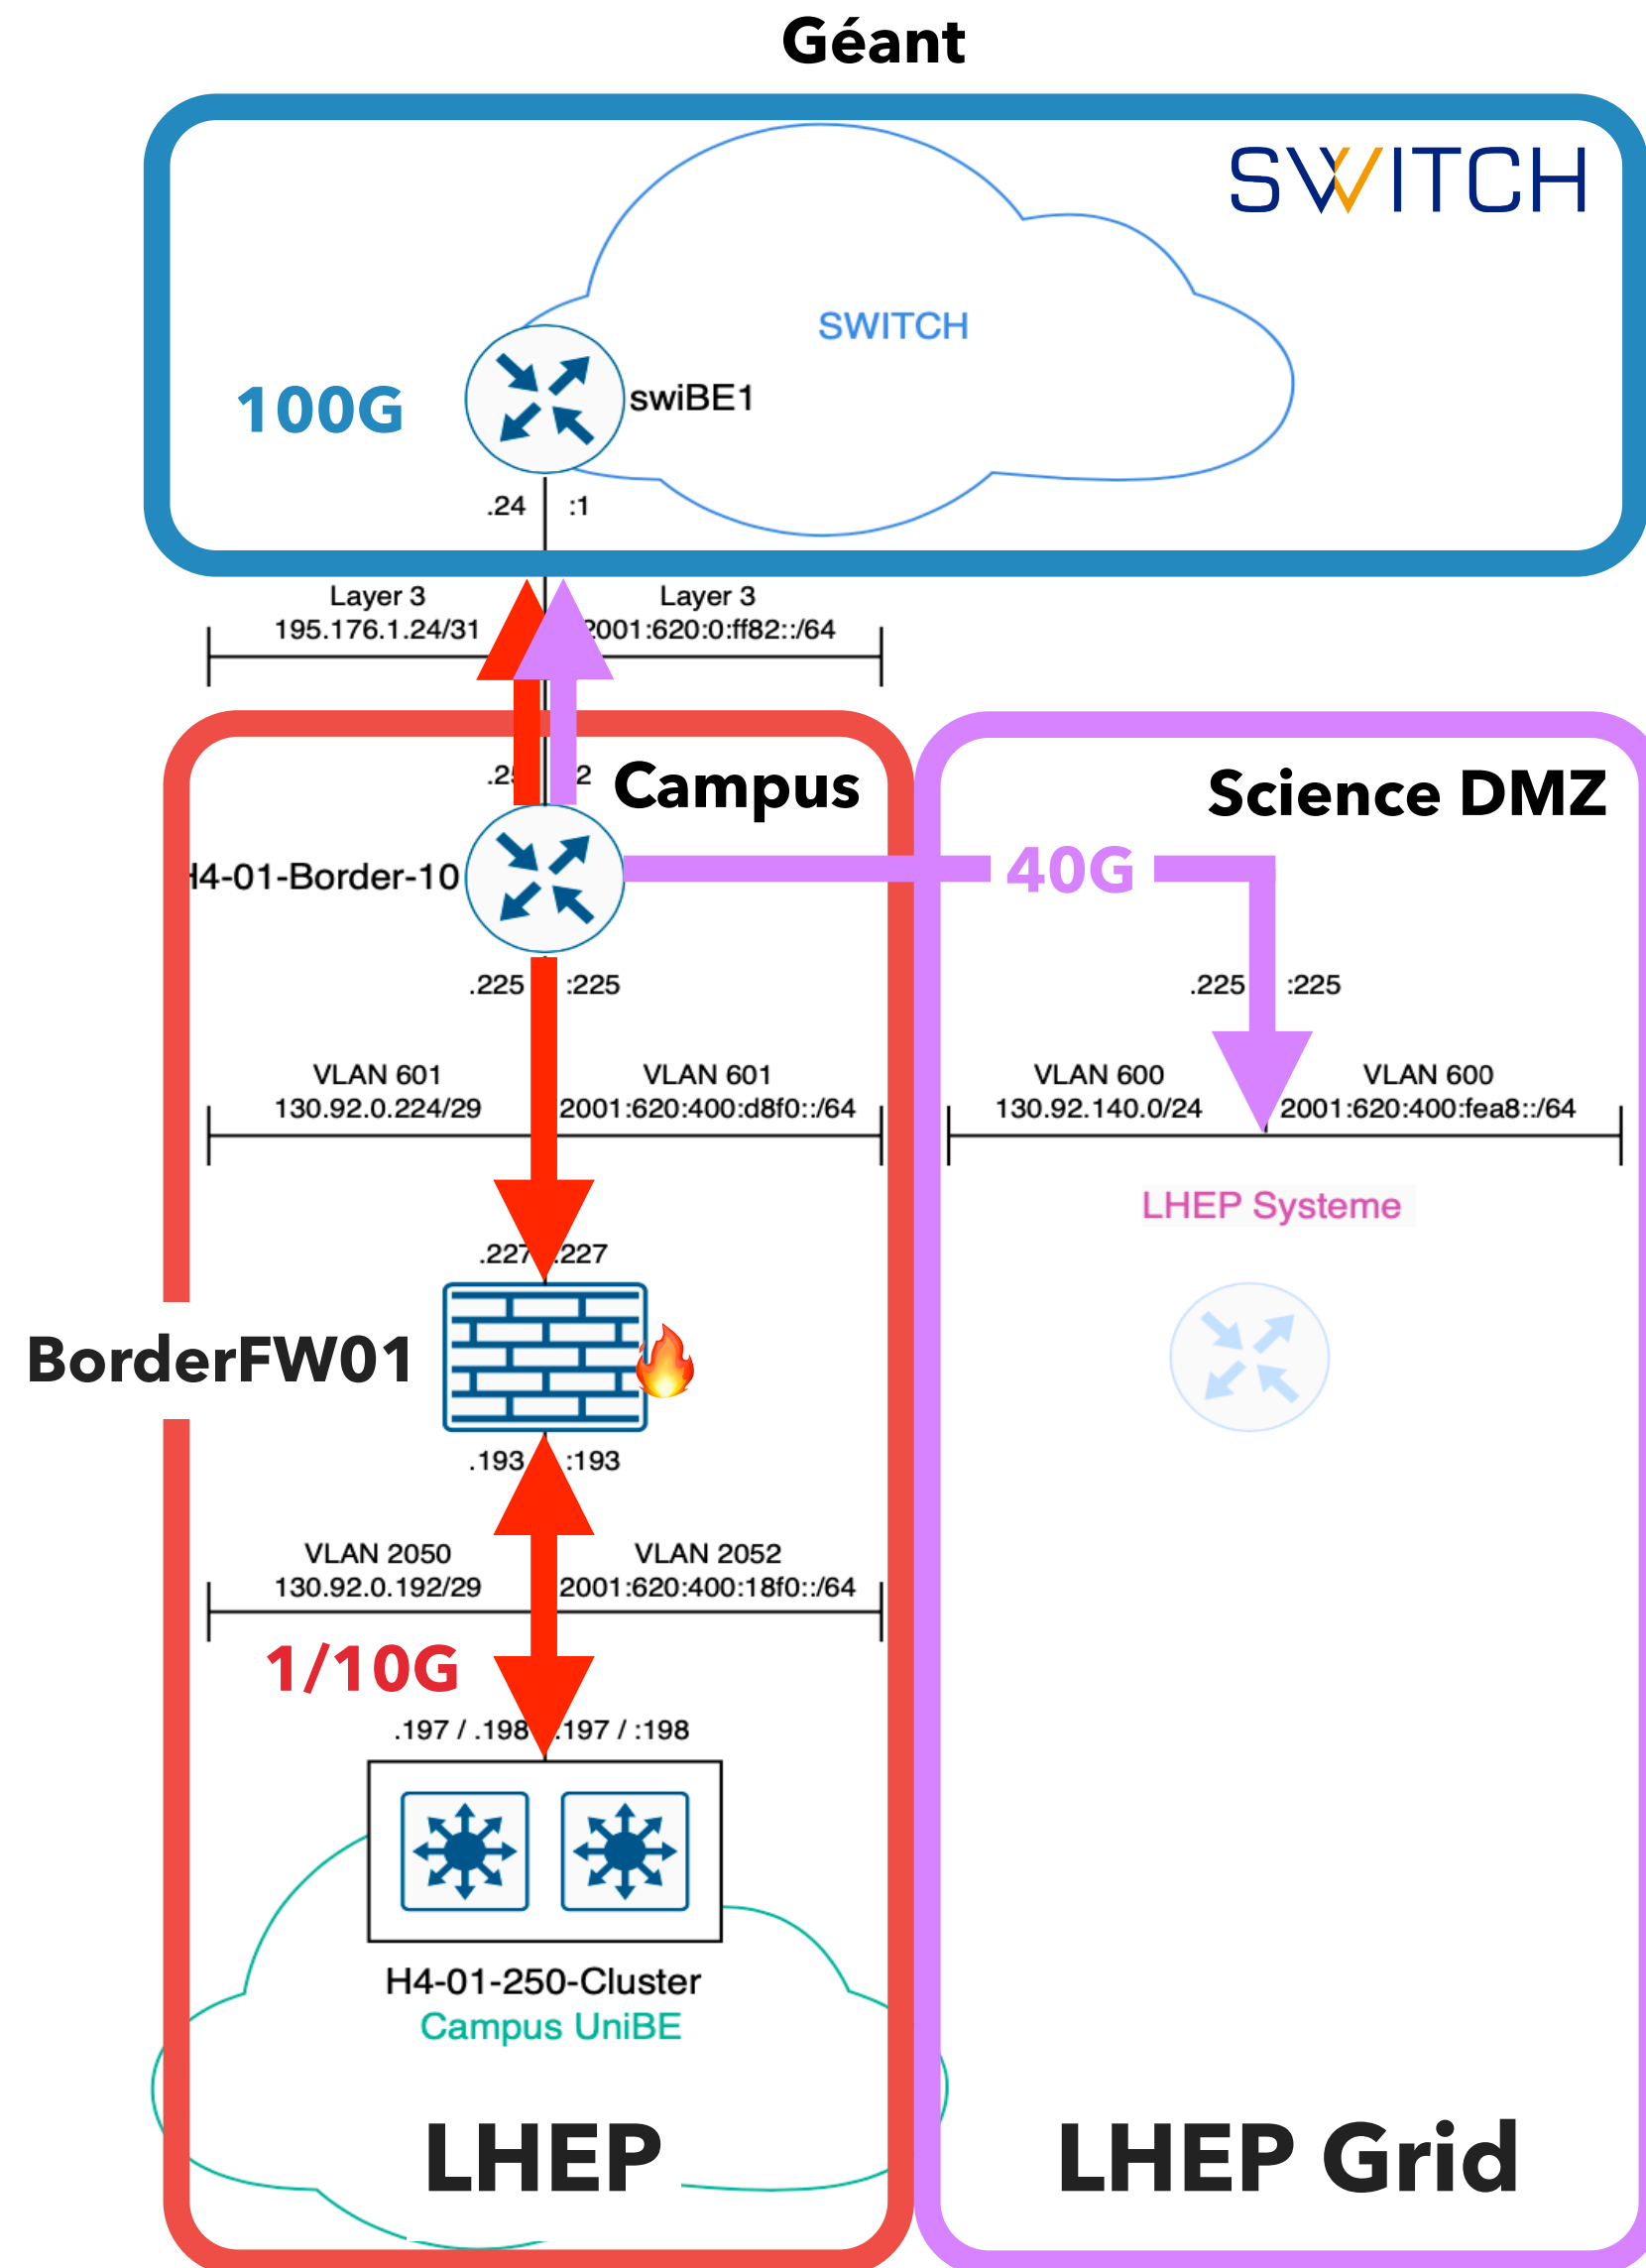 Géant
SWITCH
SWITCH
100G
swiBE1
.24 :1
Layer 3
195.176.1.24/31
Layer 3
2001:620:0:ff82::/64
Campus
Science DMZ
H4-01-Border-10
40G
.225 :225
.225 :225
VLAN 601
130.92.0.224/29
VLAN 601
2001:620:400:d8f0::/64
VLAN 600
130.92.140.0/24
VLAN 600
2001:620:400:fea8::/64
LHEP Systeme
.227 :227
BorderFW01
.193 :193
VLAN 2050
130.92.0.192/29
VLAN 2052
2001:620:400:18f0::/64
1/10G
.197 / .198 :197 / :198
H4-01-250-Cluster
Campus UniBE
LHEP
LHEP Grid